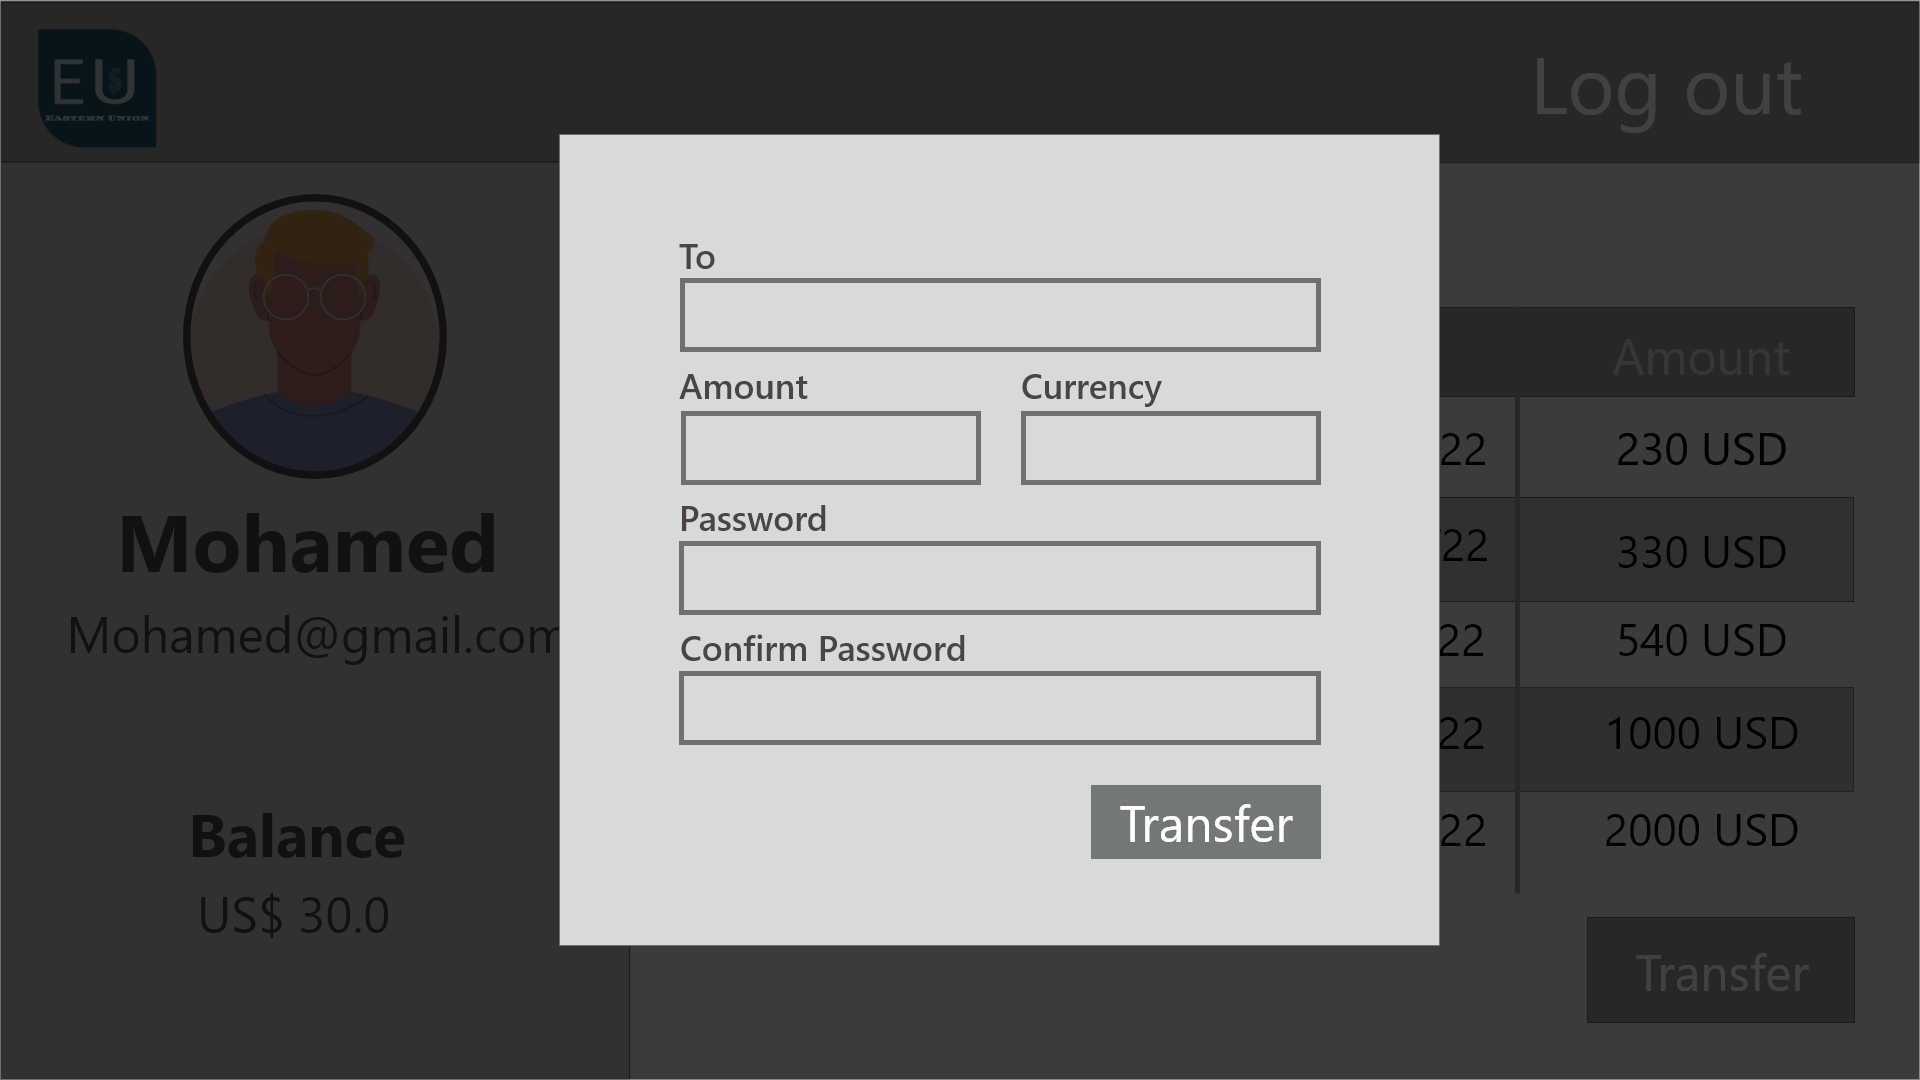 EU
$
EASTERN UNION
Log out
Mohamed
Mohamed@gmail.com
Balance
US$ 30.0
To
Amount
Currency
Password
Confirm Password
Transfer
Amount
22 230 USD
/22 330 USD
22 540 USD
22 1000 USD
22 2000 USD
Transfer